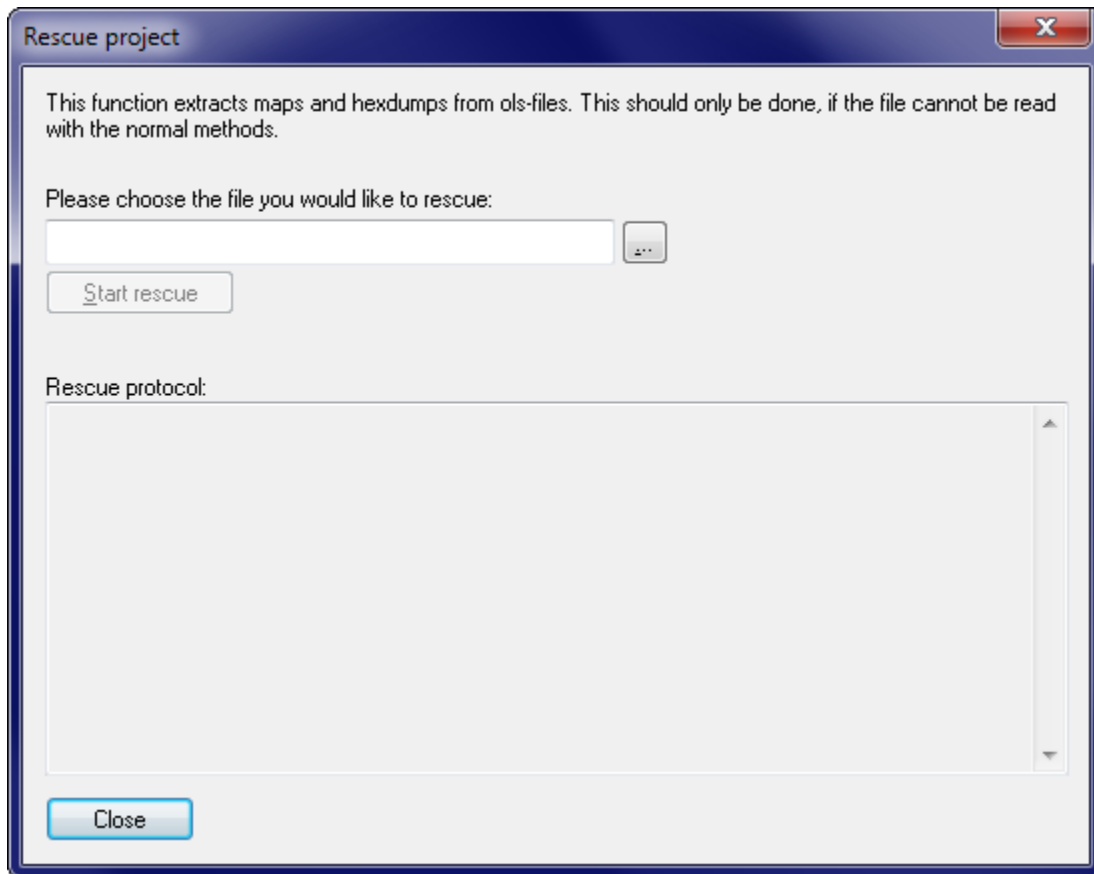 Rescue project
This function extracts maps and hexdumps from ols-files. This should only be done, if the file cannot be read
with the normal methods.
Please choose the file you would like to rescue:
...
Start rescue
Rescue protocol:
Close